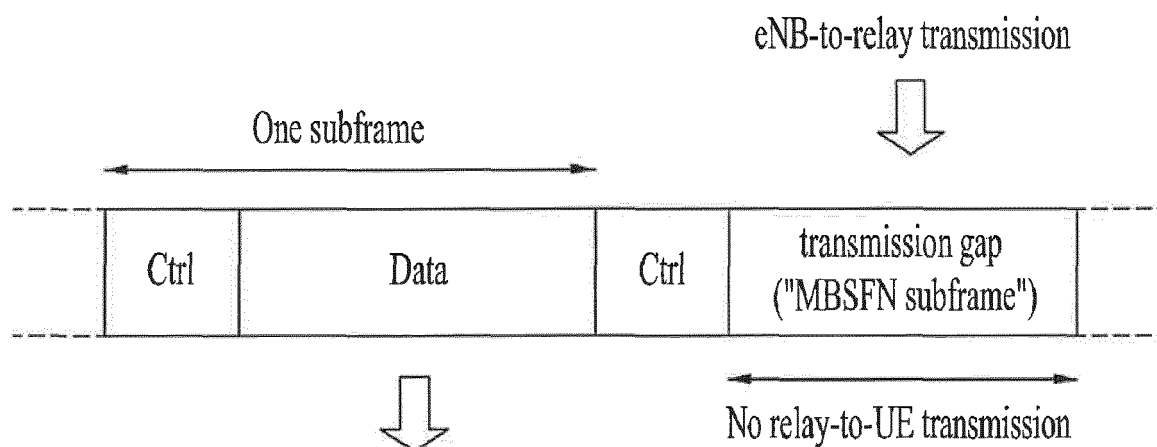 eNB-to-relay transmission
One subframe
Ctrl
Data
Ctrl
transmission gap
("MBSFN subframe")
No relay-to-UE transmission